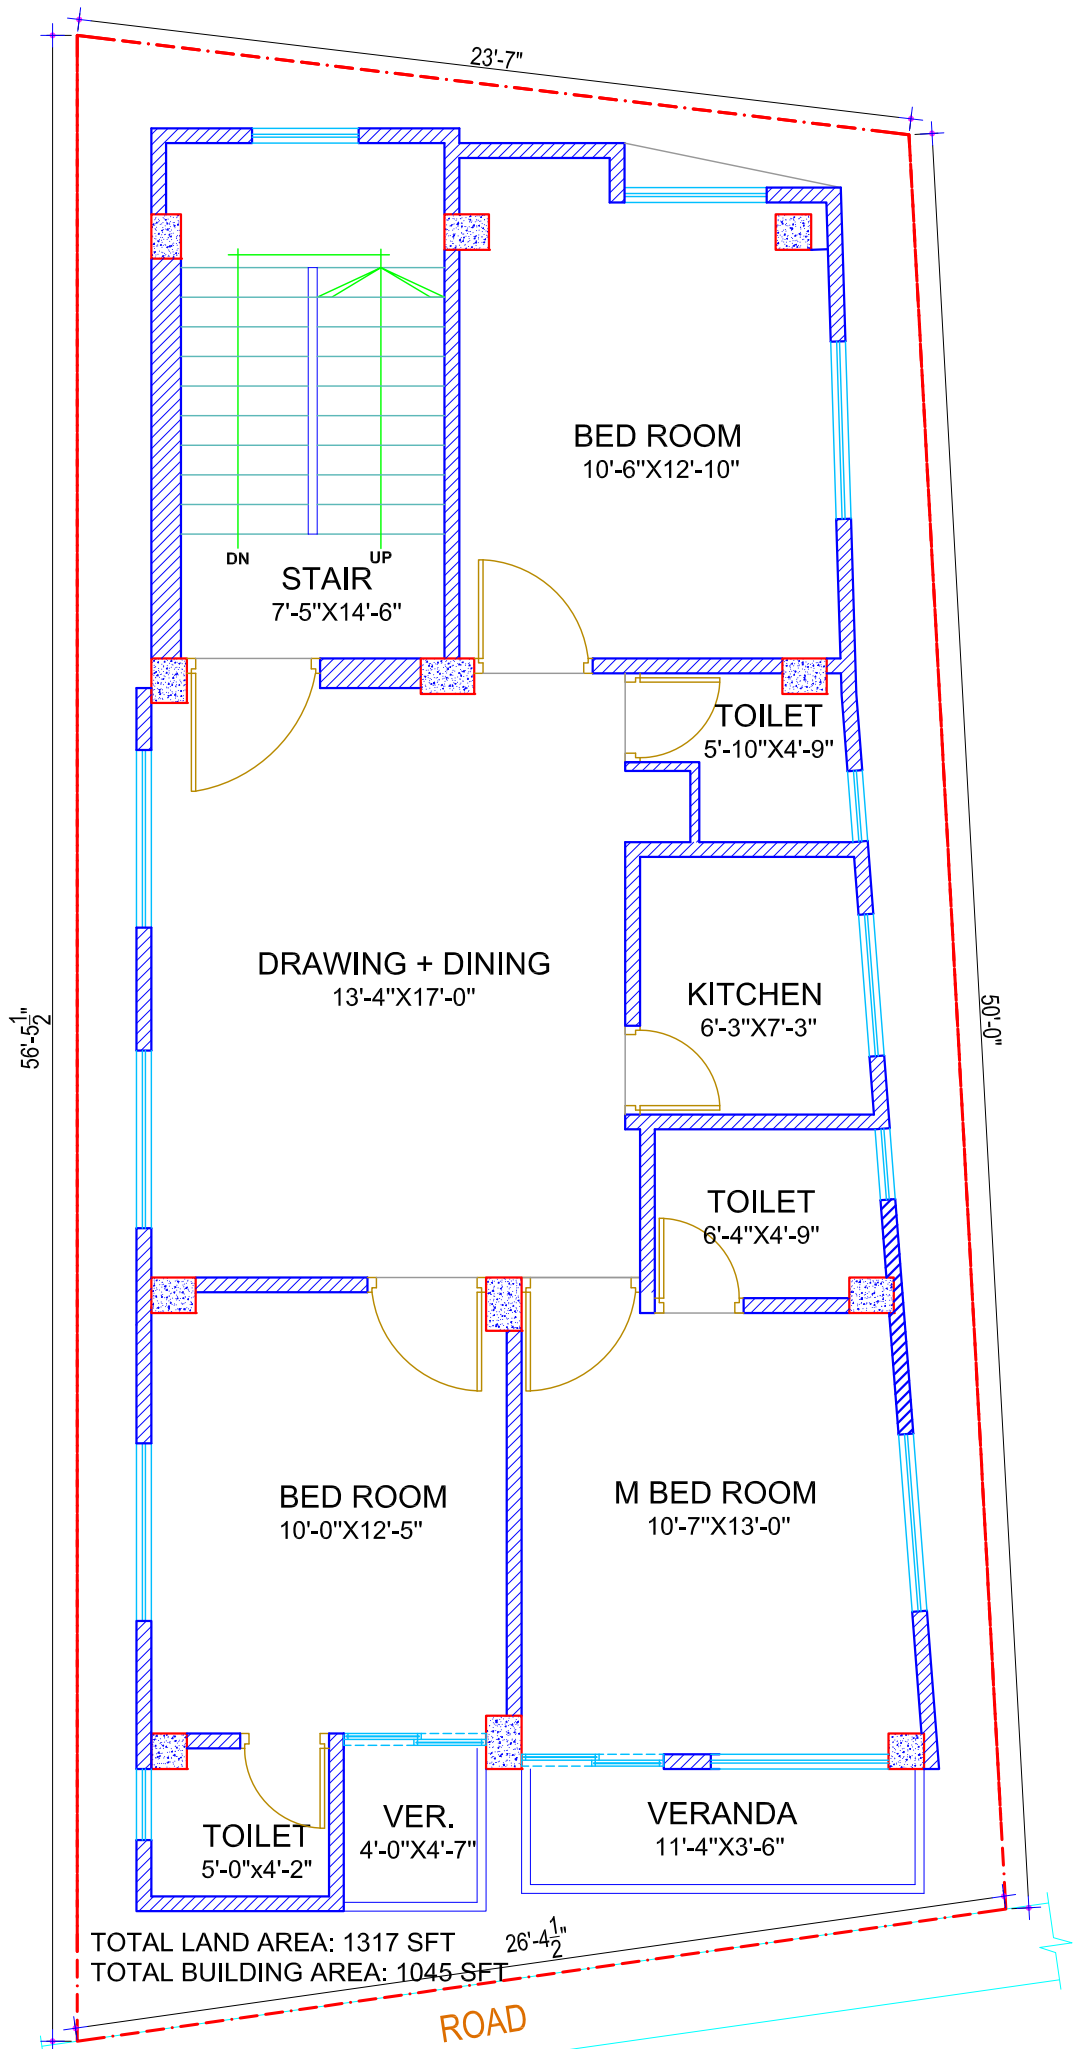 23'-7"
BED ROOM
10'-6"X12'-10"
DN
UP
STAIR
7'-5"X14'-6"
TOILET
5'-10"X4'-9"
DRAWING + DINING
13'-4"X17'-0"
KITCHEN
6'-3"X7'-3"
56'-5 1/2"
50'-0"
TOILET
6'-4"X4'-9"
BED ROOM
10'-0"X12'-5"
M BED ROOM
10'-7"X13'-0"
TOILET
5'-0"x4'-2"
VER.
4'-0"X4'-7"
VERANDA
11'-4"X3'-6"
TOTAL LAND AREA: 1317 SFT
TOTAL BUILDING AREA: 1045 SFT
26'-4 1/2"
ROAD